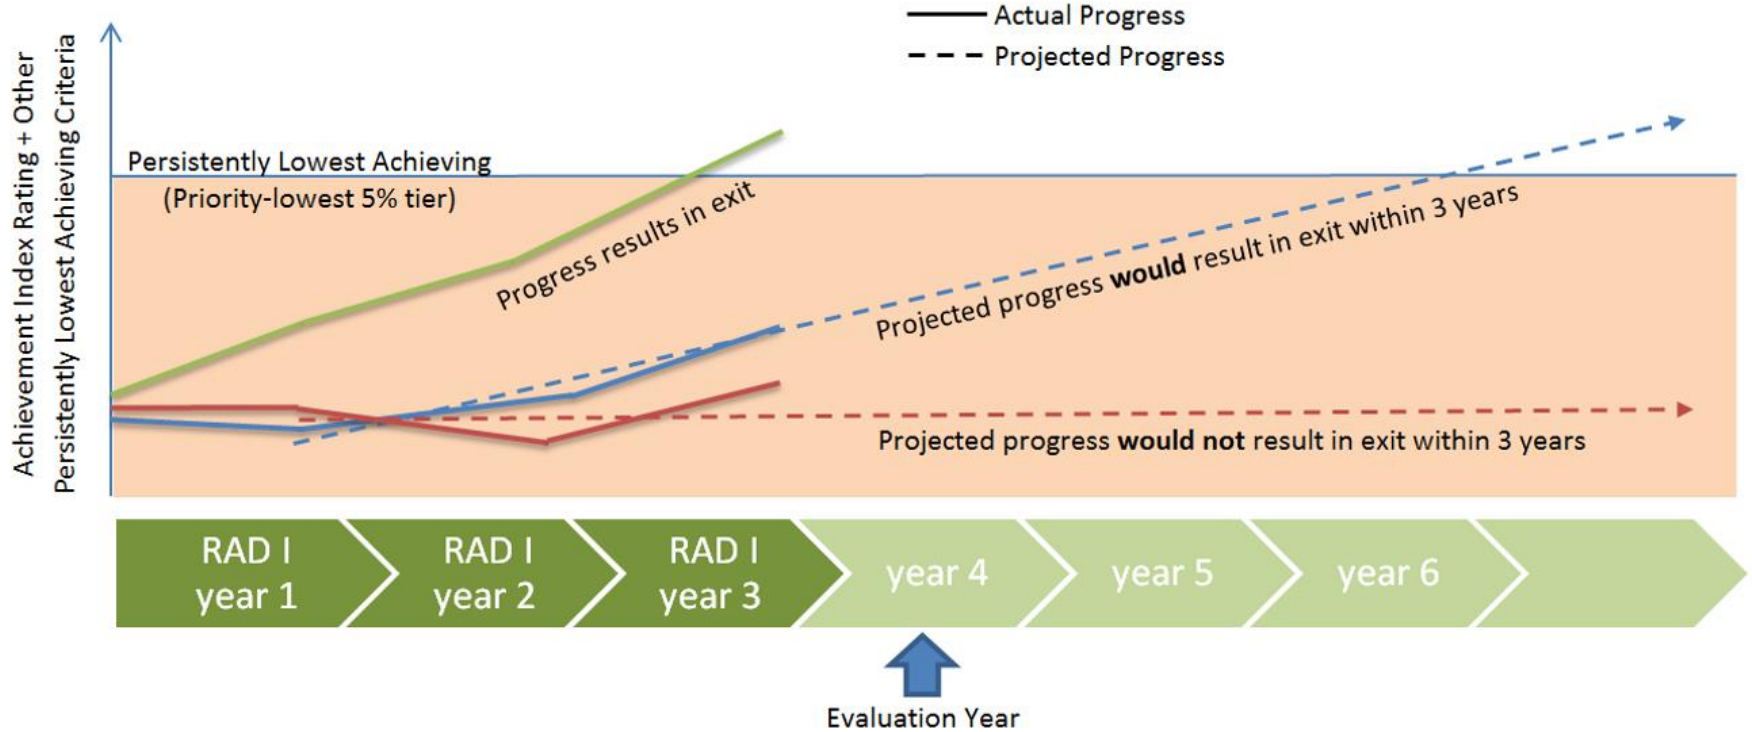 Actual Progress
Projected Progress
Achievement Index Rating + Other
Persistently Lowest Achieving Criteria
Persistently Lowest Achieving
(Priority-lowest 5% tier)
Progress results in exit
Projected progress would result in exit within 3 years
Projected progress would not result in exit within 3 years
RAD I
year 1
RAD I
year 2
RAD I
year 3
year 4
year 5
year 6
Evaluation Year